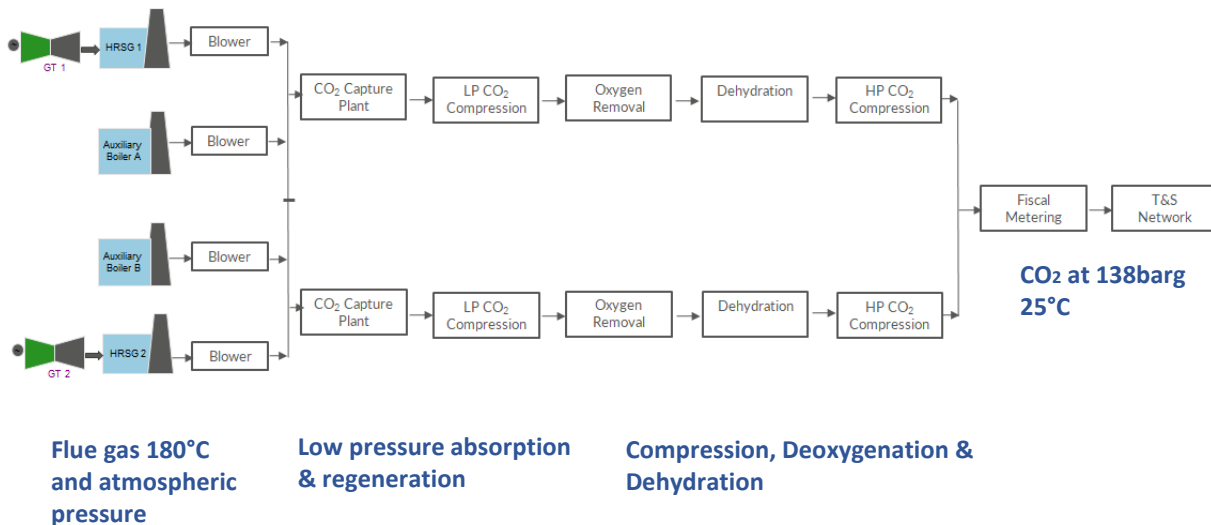 HRSG 1
Blower
GT 1
CO₂ Capture
Plant
LP CO₂
Compression
Oxygen
Removal
Dehydration
HP CO₂
Compression
Auxiliary
Boiler A
Blower
Fiscal
Metering
T&S
Network
Auxiliary
Boiler B
Blower
CO₂ at 138barg
25°C
CO₂ Capture
Plant
LP CO₂
Compression
Oxygen
Removal
Dehydration
HP CO₂
Compression
HRSG 2
Blower
GT 2
Flue gas 180°C
and atmospheric
pressure
Low pressure absorption
& regeneration
Compression, Deoxygenation &
Dehydration